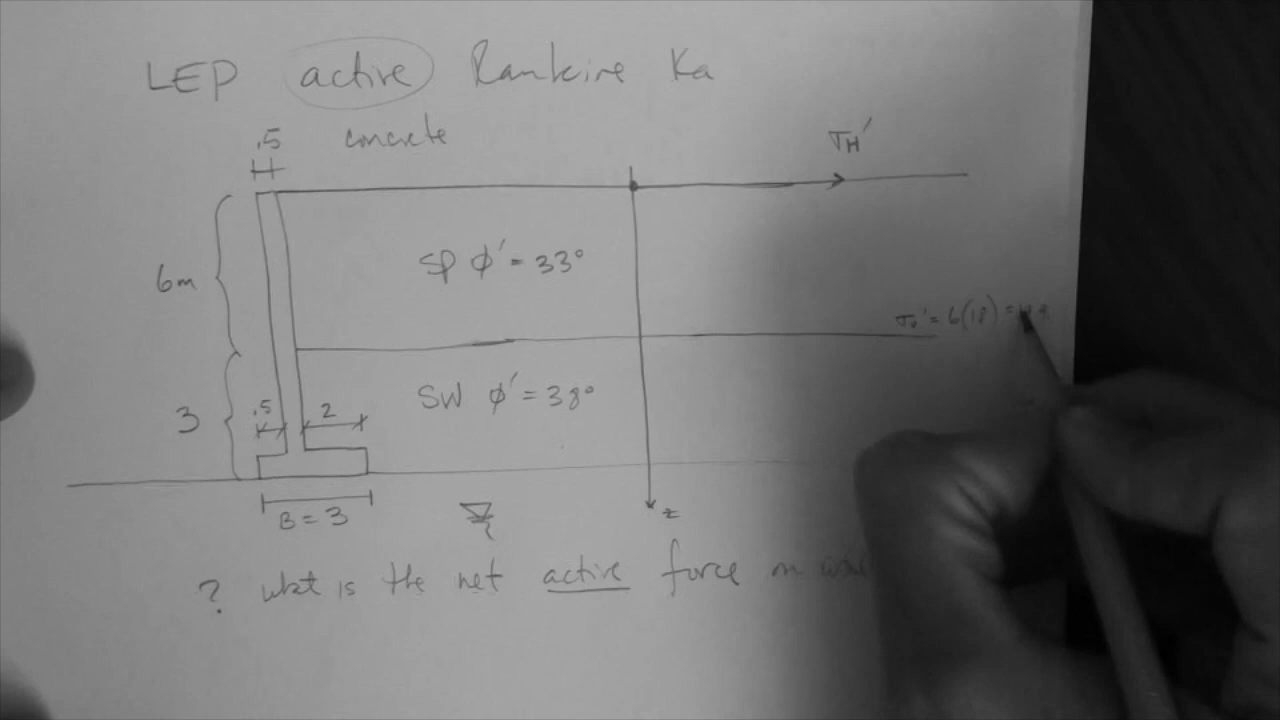 LEP active Rankine Ka
.5 concrete
σH'
6m
SP φ' = 33°
σv' = 6(18) =
SW φ' = 38°
3
.5
2
B = 3
z
? what is the net active force on